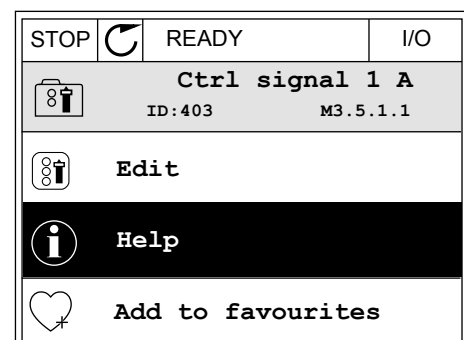 STOP READY I/O
Ctrl signal 1 A
ID:403 M3.5.1.1
Edit
Help
Add to favourites